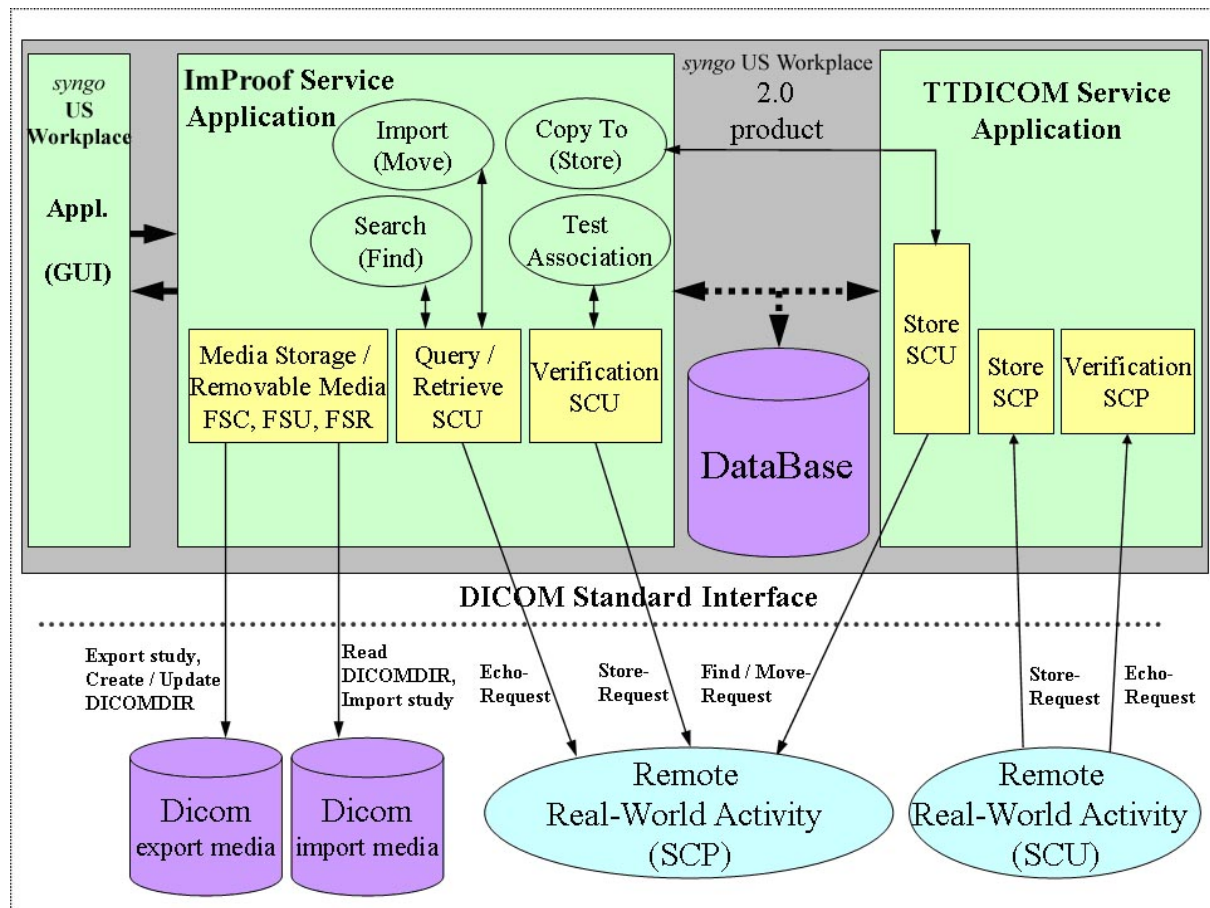 syngo
US
Workplace
Appl.
(GUI)
ImProof Service
Application
Import
(Move)
Copy To
(Store)
Search
(Find)
Test
Association
Media Storage /
Removable Media
FSC, FSU, FSR
Query /
Retrieve
SCU
Verification
SCU
syngo US Workplace
2.0
product
DataBase
TTDICOM Service
Application
Store
SCU
Store
SCP
Verification
SCP
DICOM Standard Interface
Export study,
Create / Update
DICOMDIR
Read
DICOMDIR,
Import study
Echo-
Request
Store-
Request
Find / Move-
Request
Store-
Request
Echo-
Request
Dicom
export media
Dicom
import media
Remote
Real-World Activity
(SCP)
Remote
Real-World Activity
(SCU)